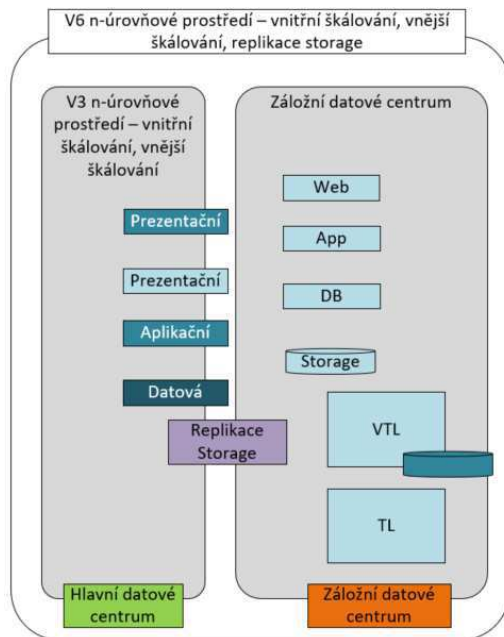 V6 n-úrovňové prostředí – vnitřní škálování, vnější
škálování, replikace storage
V3 n-úrovňové
prostředí – vnitřní
škálování, vnější
škálování
Prezentační
Prezentační
Aplikační
Datová
Replikace
Storage
Hlavní datové
centrum
Záložní datové centrum
Web
App
DB
Storage
VTL
TL
Záložní datové
centrum